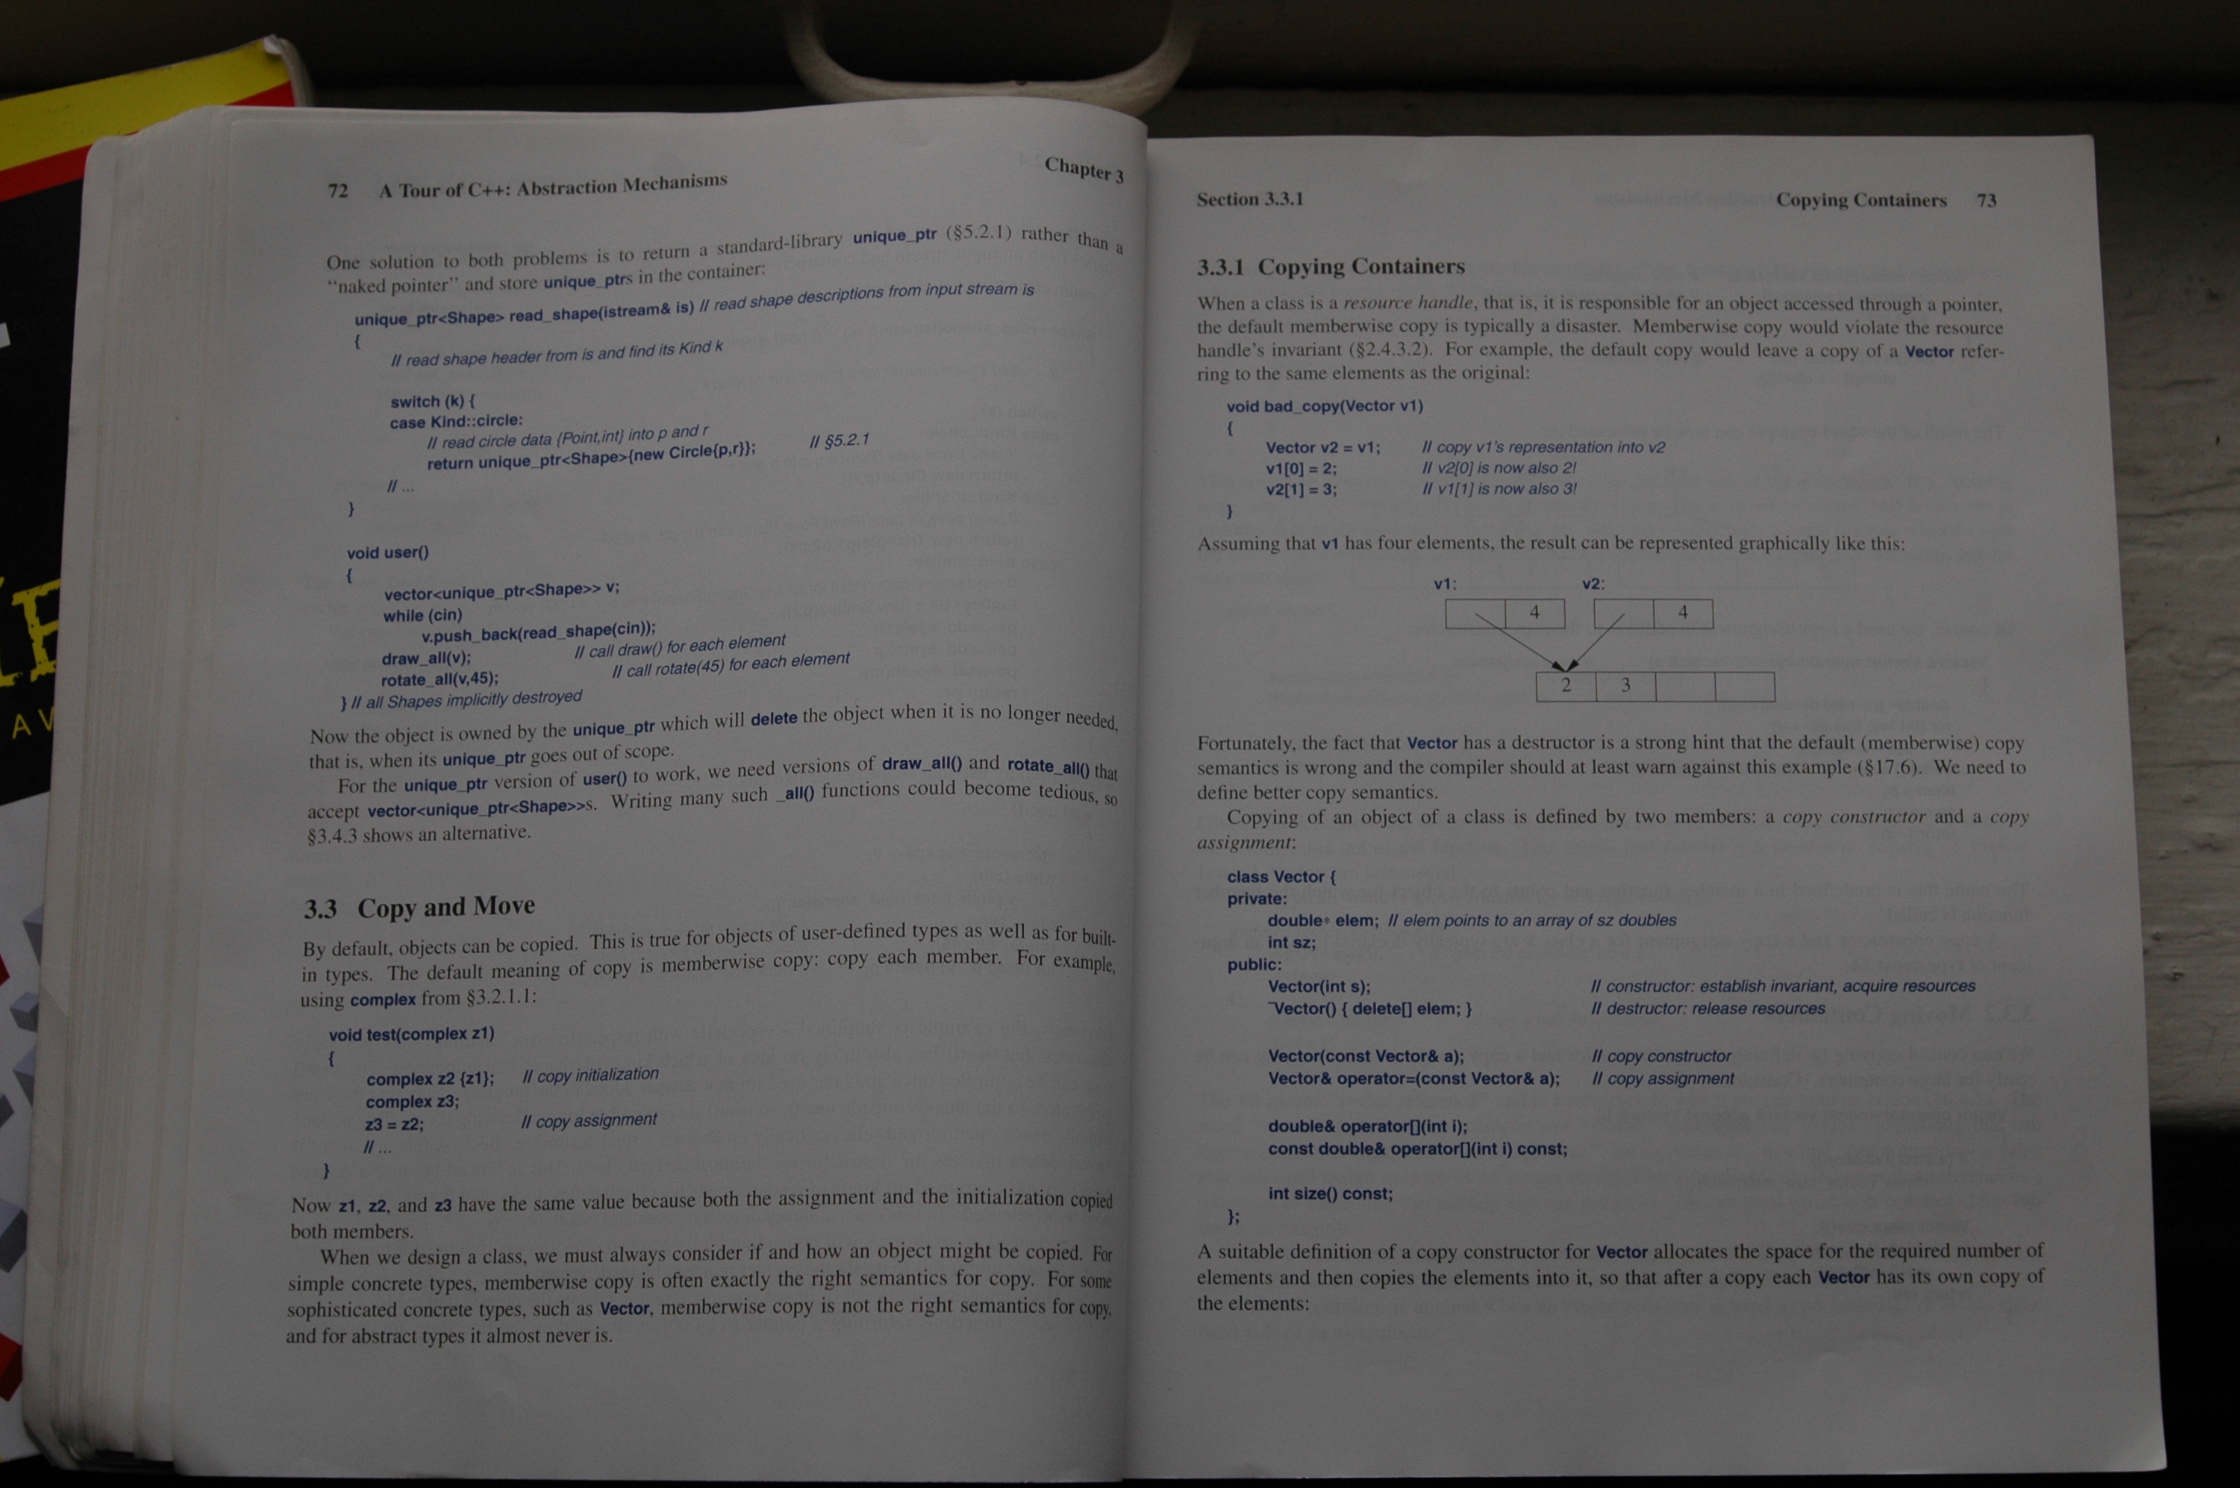 72 A Tour of C++: Abstraction Mechanisms Chapter 3
One solution to both problems is to return a standard-library unique_ptr (§5.2.1) rather than a
“naked pointer” and store unique_ptrs in the container:
unique_ptr<Shape> read_shape(istream& is) // read shape descriptions from input stream is
{
// read shape header from is and find its Kind k
switch (k) {
case Kind::circle:
// read circle data {Point,int} into p and r
return unique_ptr<Shape>{new Circle{p,r}}; // §5.2.1
// ...
}
void user()
{
vector<unique_ptr<Shape>> v;
while (cin)
v.push_back(read_shape(cin));
draw_all(v); // call draw() for each element
rotate_all(v,45); // call rotate(45) for each element
} // all Shapes implicitly destroyed
Now the object is owned by the unique_ptr which will delete the object when it is no longer needed,
that is, when its unique_ptr goes out of scope.
For the unique_ptr version of user() to work, we need versions of draw_all() and rotate_all() that
accept vector<unique_ptr<Shape>>s. Writing many such _all() functions could become tedious, so
§3.4.3 shows an alternative.
3.3 Copy and Move
By default, objects can be copied. This is true for objects of user-defined types as well as for built-
in types. The default meaning of copy is memberwise copy: copy each member. For example,
using complex from §3.2.1.1:
void test(complex z1)
{
complex z2 {z1}; // copy initialization
complex z3;
z3 = z2; // copy assignment
// ...
}
Now z1, z2, and z3 have the same value because both the assignment and the initialization copied
both members.
When we design a class, we must always consider if and how an object might be copied. For
simple concrete types, memberwise copy is often exactly the right semantics for copy. For some
sophisticated concrete types, such as Vector, memberwise copy is not the right semantics for copy,
and for abstract types it almost never is.
Section 3.3.1 Copying Containers 73
3.3.1 Copying Containers
When a class is a resource handle, that is, it is responsible for an object accessed through a pointer,
the default memberwise copy is typically a disaster. Memberwise copy would violate the resource
handle’s invariant (§2.4.3.2). For example, the default copy would leave a copy of a Vector refer-
ring to the same elements as the original:
void bad_copy(Vector v1)
{
Vector v2 = v1; // copy v1’s representation into v2
v1[0] = 2; // v2[0] is now also 2!
v2[1] = 3; // v1[1] is now also 3!
}
Assuming that v1 has four elements, the result can be represented graphically like this:
v1: v2:
4 4
2 3
Fortunately, the fact that Vector has a destructor is a strong hint that the default (memberwise) copy
semantics is wrong and the compiler should at least warn against this example (§17.6). We need to
define better copy semantics.
Copying of an object of a class is defined by two members: a copy constructor and a copy
assignment:
class Vector {
private:
double* elem; // elem points to an array of sz doubles
int sz;
public:
Vector(int s); // constructor: establish invariant, acquire resources
~Vector() { delete[] elem; } // destructor: release resources
Vector(const Vector& a); // copy constructor
Vector& operator=(const Vector& a); // copy assignment
double& operator[](int i);
const double& operator[](int i) const;
int size() const;
};
A suitable definition of a copy constructor for Vector allocates the space for the required number of
elements and then copies the elements into it, so that after a copy each Vector has its own copy of
the elements: